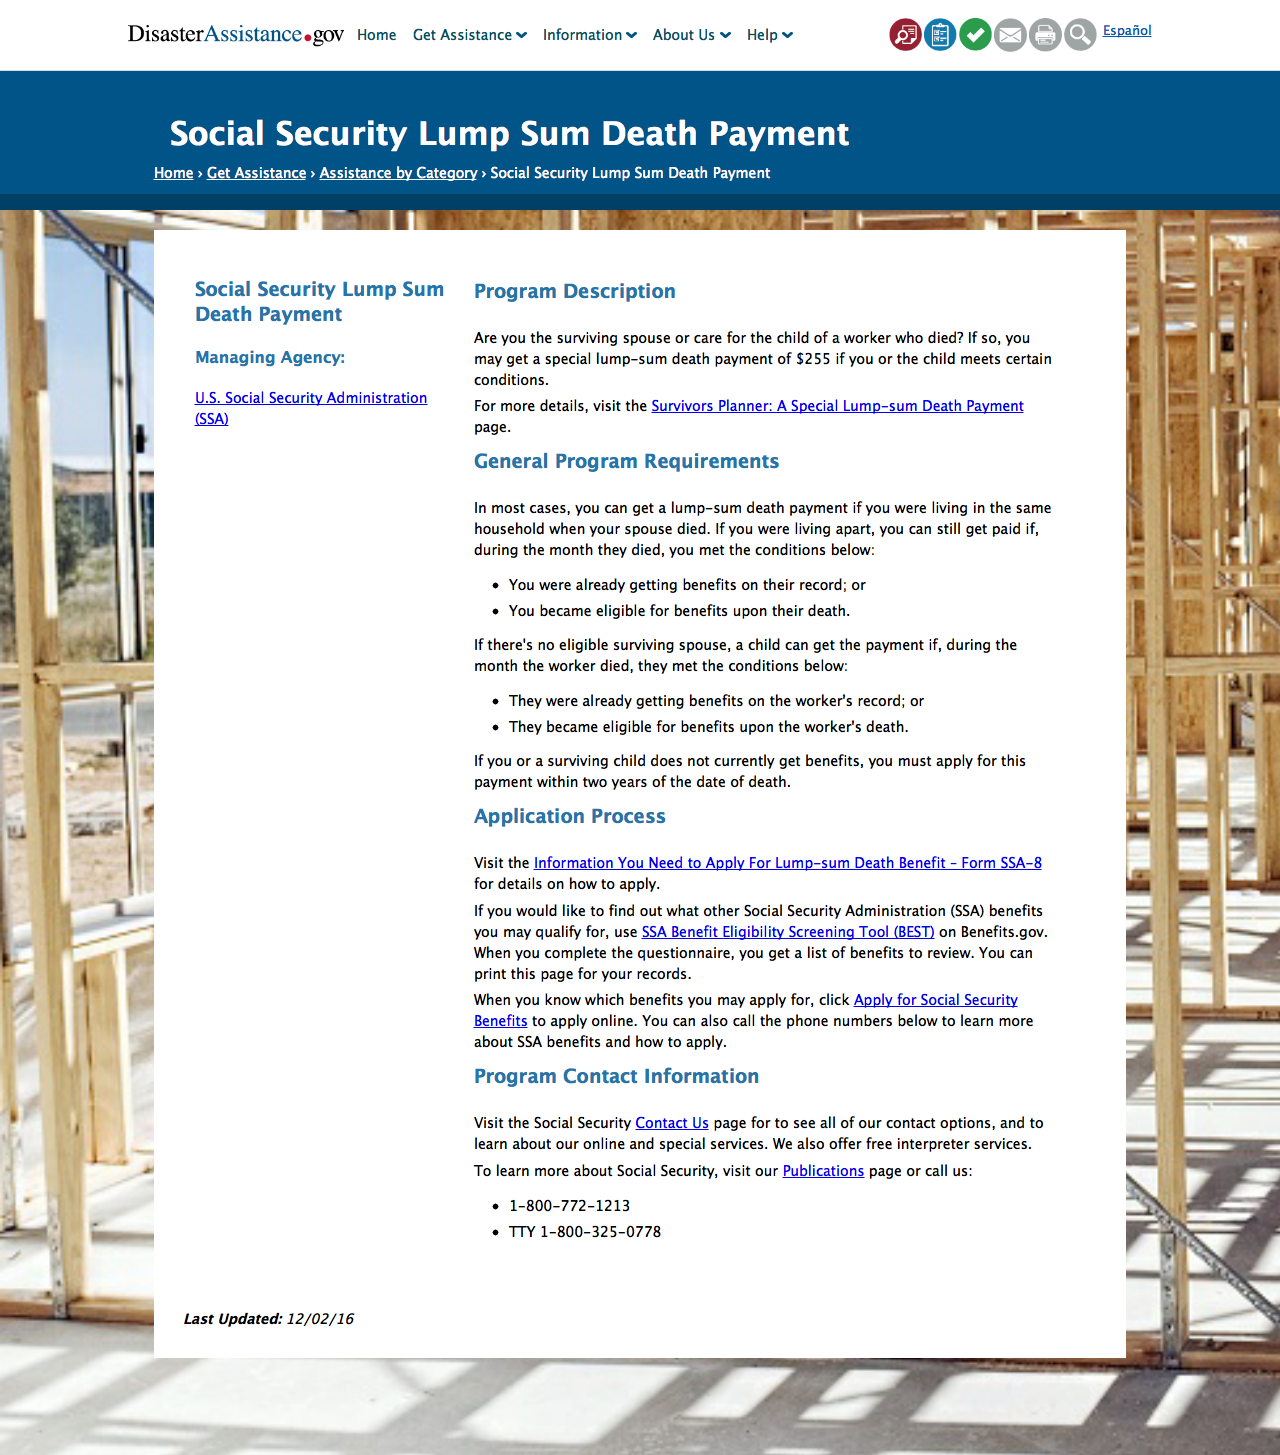 DisasterAssistance.gov Home Get Assistance Information About Us Help Español
Social Security Lump Sum Death Payment
Home › Get Assistance › Assistance by Category › Social Security Lump Sum Death Payment
Social Security Lump Sum
Death Payment
Managing Agency:
U.S. Social Security Administration
(SSA)
Program Description
Are you the surviving spouse or care for the child of a worker who died? If so, you
may get a special lump-sum death payment of $255 if you or the child meets certain
conditions.
For more details, visit the Survivors Planner: A Special Lump-sum Death Payment
page.
General Program Requirements
In most cases, you can get a lump-sum death payment if you were living in the same
household when your spouse died. If you were living apart, you can still get paid if,
during the month they died, you met the conditions below:
• You were already getting benefits on their record; or
• You became eligible for benefits upon their death.
If there's no eligible surviving spouse, a child can get the payment if, during the
month the worker died, they met the conditions below:
• They were already getting benefits on the worker's record; or
• They became eligible for benefits upon the worker's death.
If you or a surviving child does not currently get benefits, you must apply for this
payment within two years of the date of death.
Application Process
Visit the Information You Need to Apply For Lump-sum Death Benefit – Form SSA-8
for details on how to apply.
If you would like to find out what other Social Security Administration (SSA) benefits
you may qualify for, use SSA Benefit Eligibility Screening Tool (BEST) on Benefits.gov.
When you complete the questionnaire, you get a list of benefits to review. You can
print this page for your records.
When you know which benefits you may apply for, click Apply for Social Security
Benefits to apply online. You can also call the phone numbers below to learn more
about SSA benefits and how to apply.
Program Contact Information
Visit the Social Security Contact Us page for to see all of our contact options, and to
learn about our online and special services. We also offer free interpreter services.
To learn more about Social Security, visit our Publications page or call us:
• 1-800-772-1213
• TTY 1-800-325-0778
Last Updated: 12/02/16